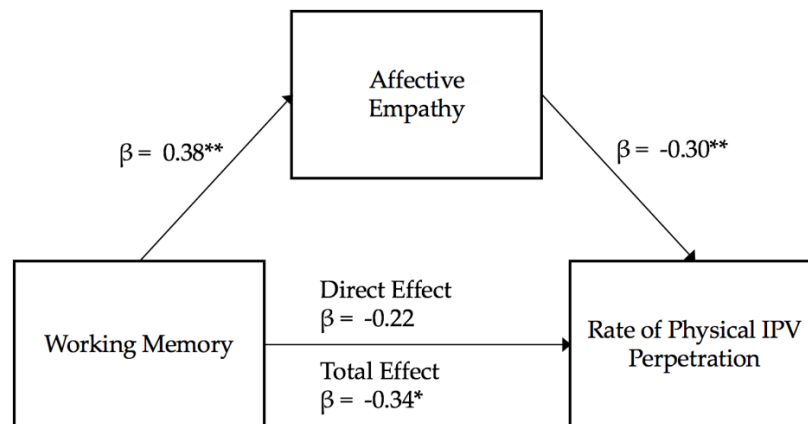 Affective
Empathy
β = 0.38**
β = -0.30**
Working Memory
Direct Effect
β = -0.22
Total Effect
β = -0.34*
Rate of Physical IPV
Perpetration